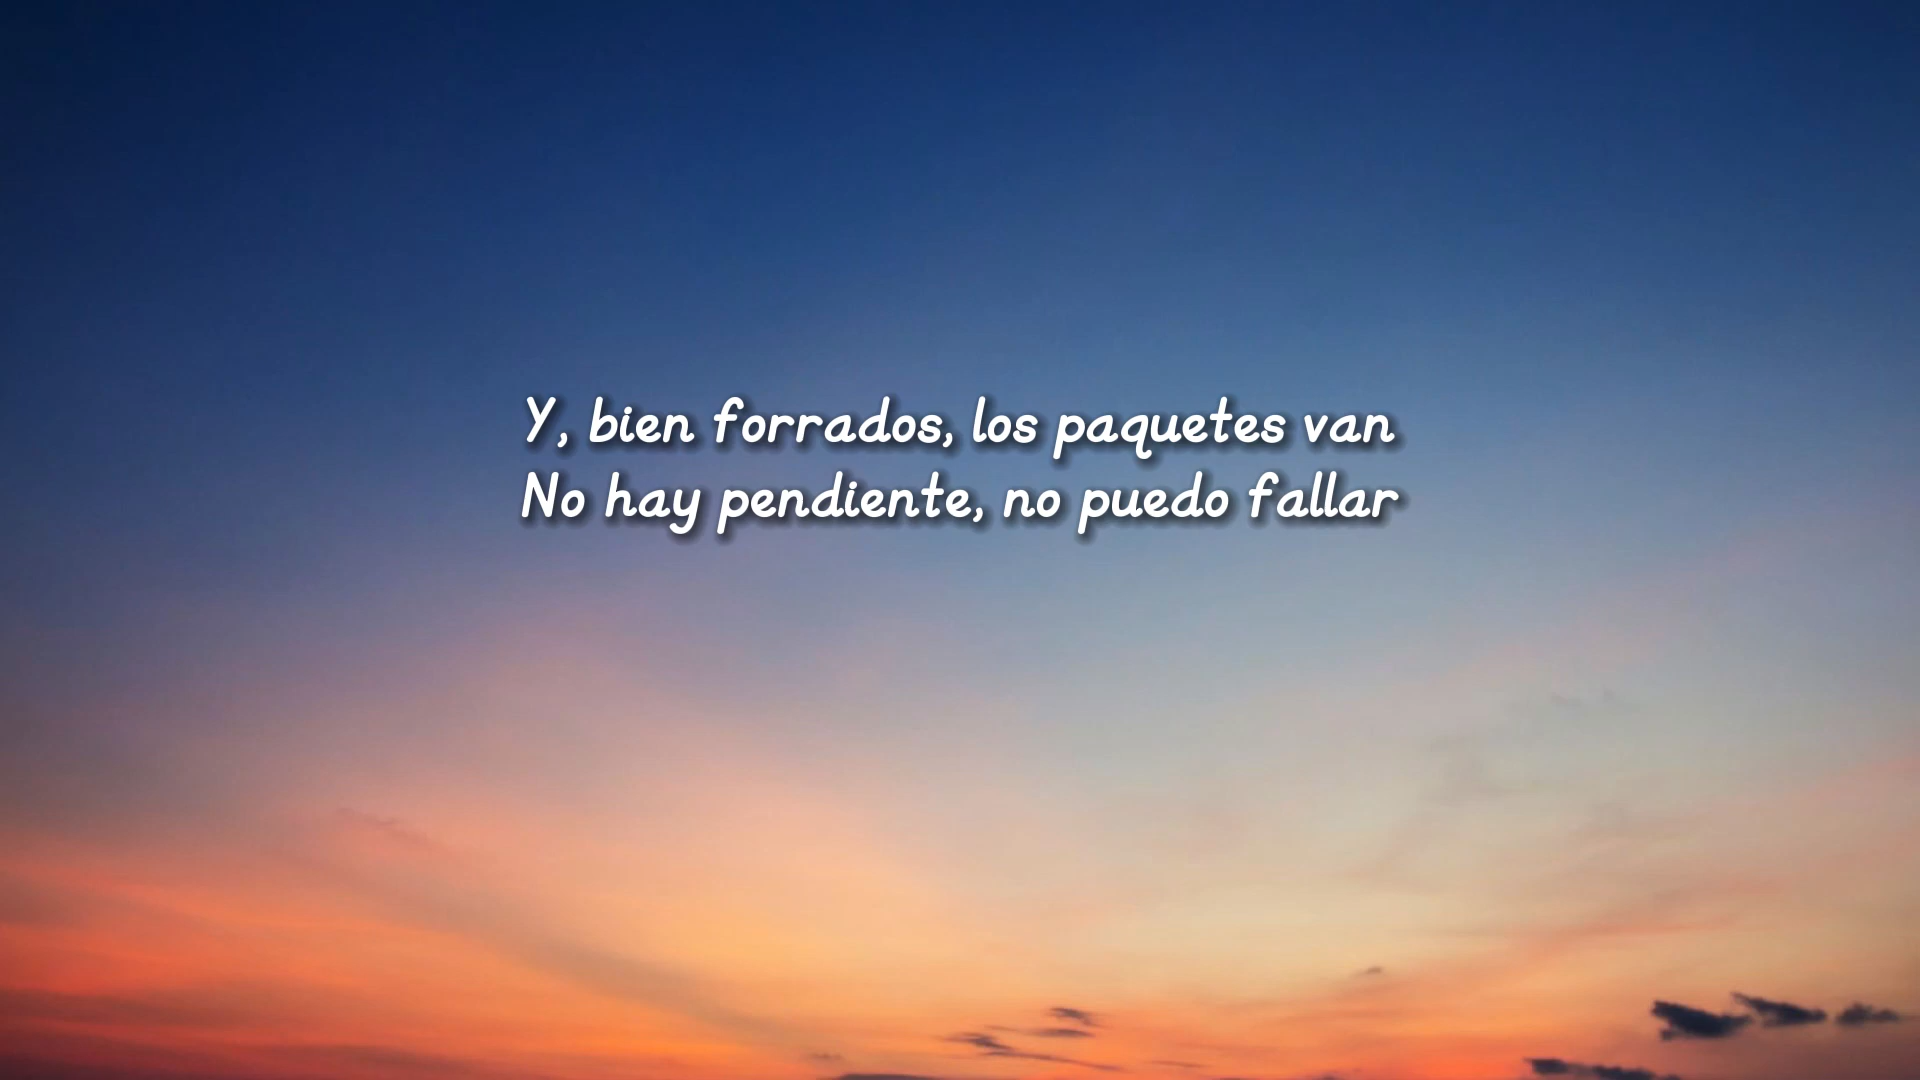 Y, bien forrados, los paquetes van
No hay pendiente, no puedo fallar